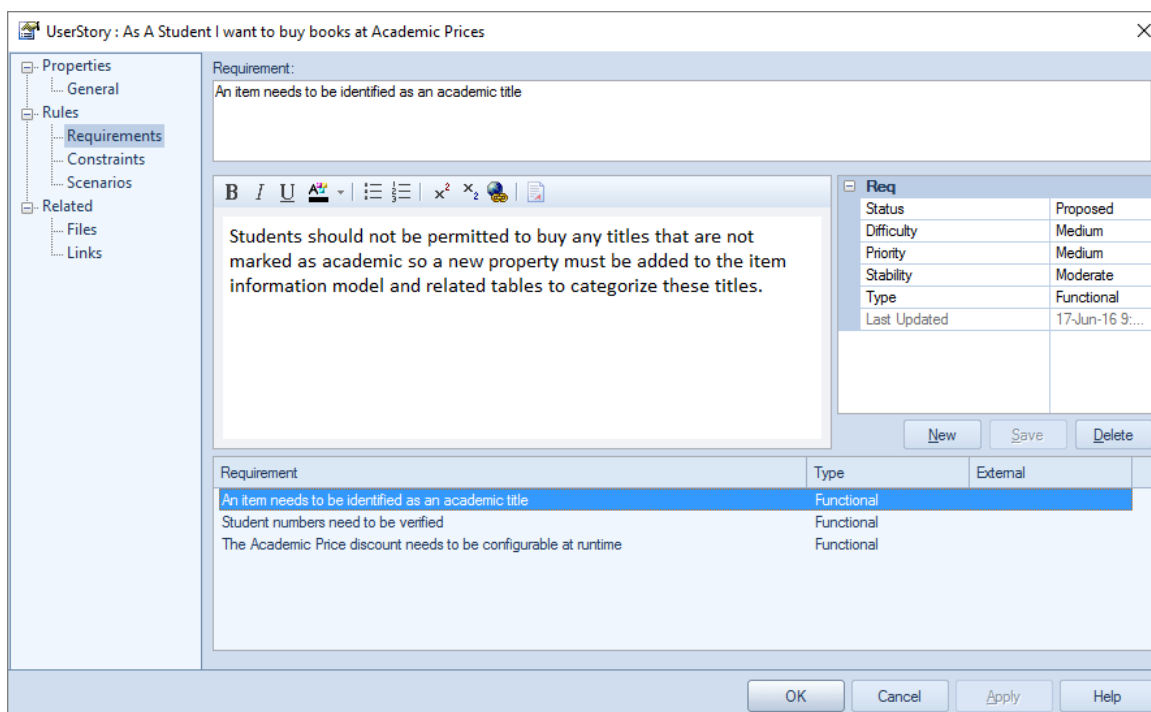 UserStory : As A Student I want to buy books at Academic Prices
Properties
General
Rules
Requirements
Constraints
Scenarios
Related
Files
Links
Requirement:
An item needs to be identified as an academic title
B I U A x² x₂
Students should not be permitted to buy any titles that are not
marked as academic so a new property must be added to the item
information model and related tables to categorize these titles.
Req
Status Proposed
Difficulty Medium
Priority Medium
Stability Moderate
Type Functional
Last Updated 17-Jun-16 9:...
New Save Delete
Requirement Type External
An item needs to be identified as an academic title Functional
Student numbers need to be verified Functional
The Academic Price discount needs to be configurable at runtime Functional
OK Cancel Apply Help